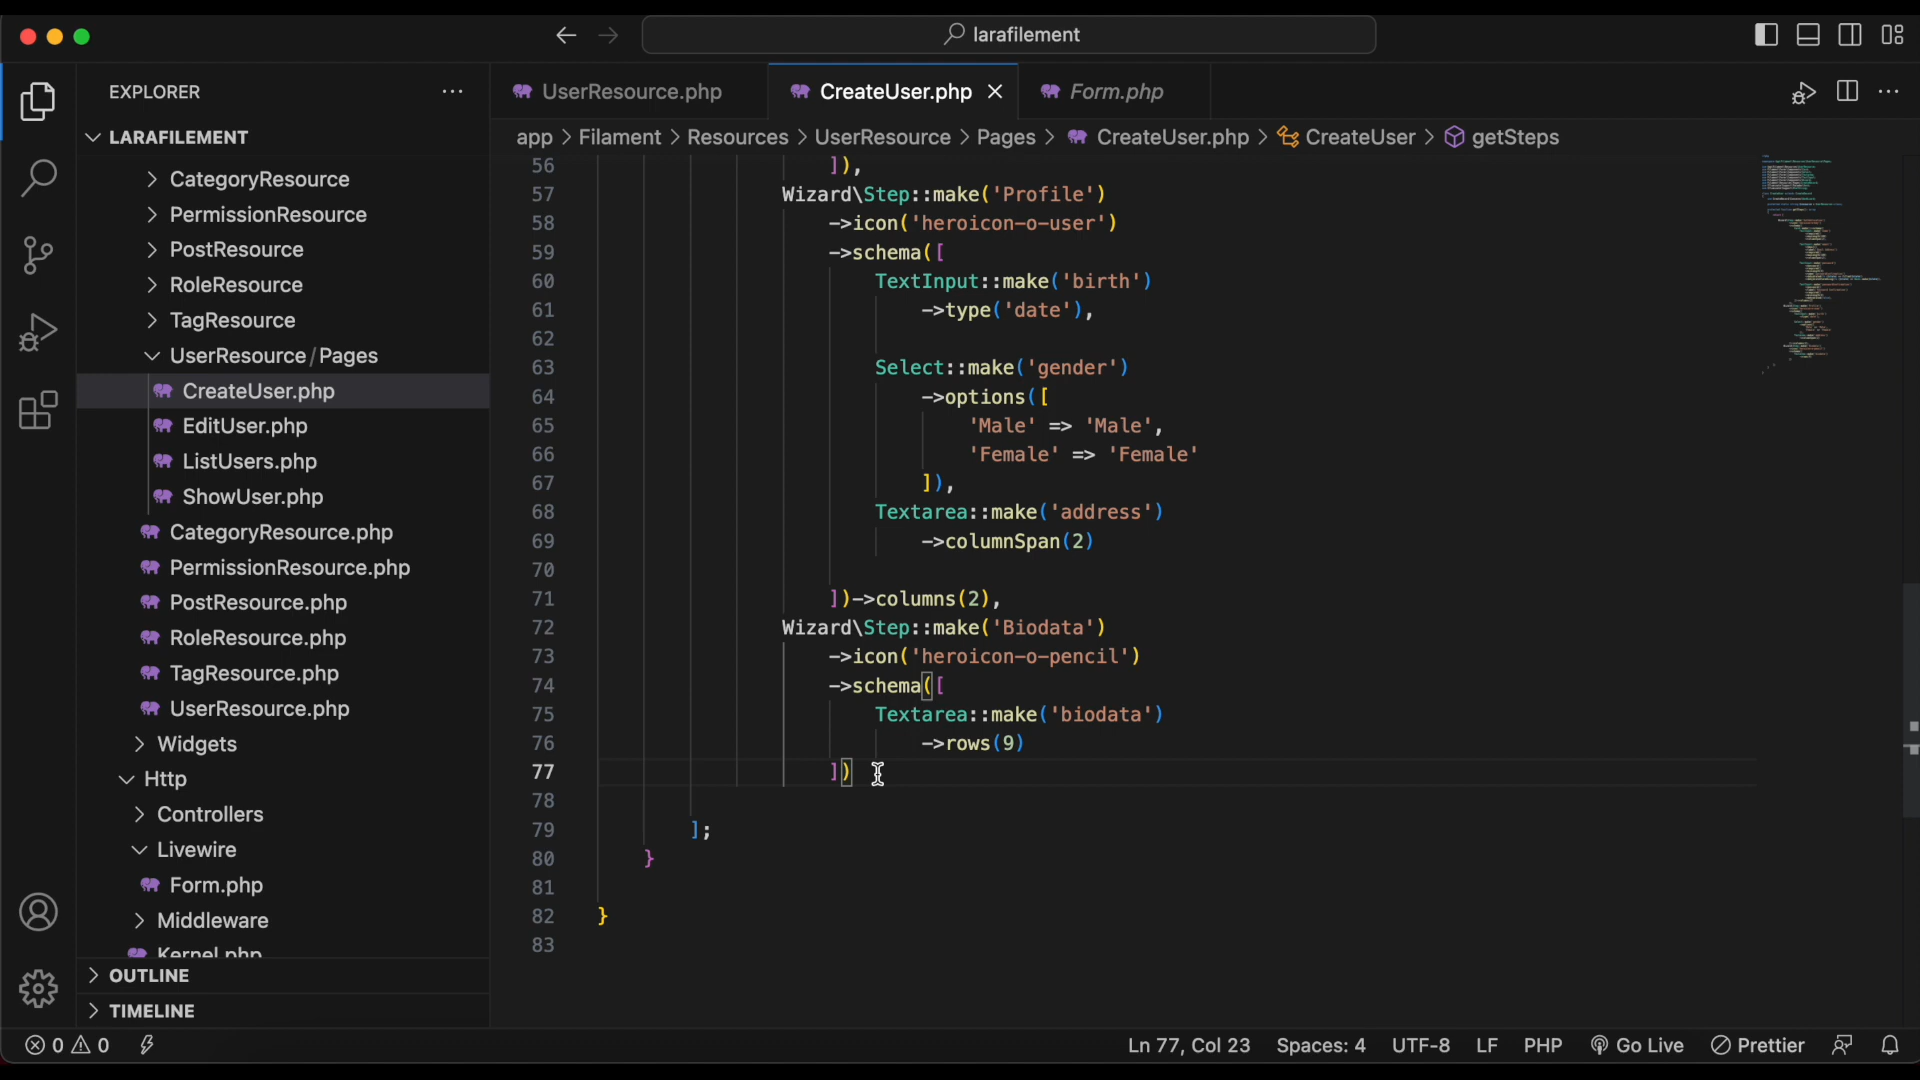 larafilement
EXPLORER
LARAFILEMENT
CategoryResource
PermissionResource
PostResource
RoleResource
TagResource
UserResource/Pages
CreateUser.php
EditUser.php
ListUsers.php
ShowUser.php
CategoryResource.php
PermissionResource.php
PostResource.php
RoleResource.php
TagResource.php
UserResource.php
Widgets
Http
Controllers
Livewire
Form.php
Middleware
Kernel.php
OUTLINE
TIMELINE
UserResource.php CreateUser.php Form.php
app > Filament > Resources > UserResource > Pages > CreateUser.php > CreateUser > getSteps
56 ]),
57 Wizard\Step::make('Profile')
58 ->icon('heroicon-o-user')
59 ->schema([
60 TextInput::make('birth')
61 ->type('date'),
62
63 Select::make('gender')
64 ->options([
65 'Male' => 'Male',
66 'Female' => 'Female'
67 ]),
68 Textarea::make('address')
69 ->columnSpan(2)
70
71 ])->columns(2),
72 Wizard\Step::make('Biodata')
73 ->icon('heroicon-o-pencil')
74 ->schema([
75 Textarea::make('biodata')
76 ->rows(9)
77 ])
78
79 ];
80 }
81
82 }
83
0 0 Ln 77, Col 23 Spaces: 4 UTF-8 LF PHP Go Live Prettier